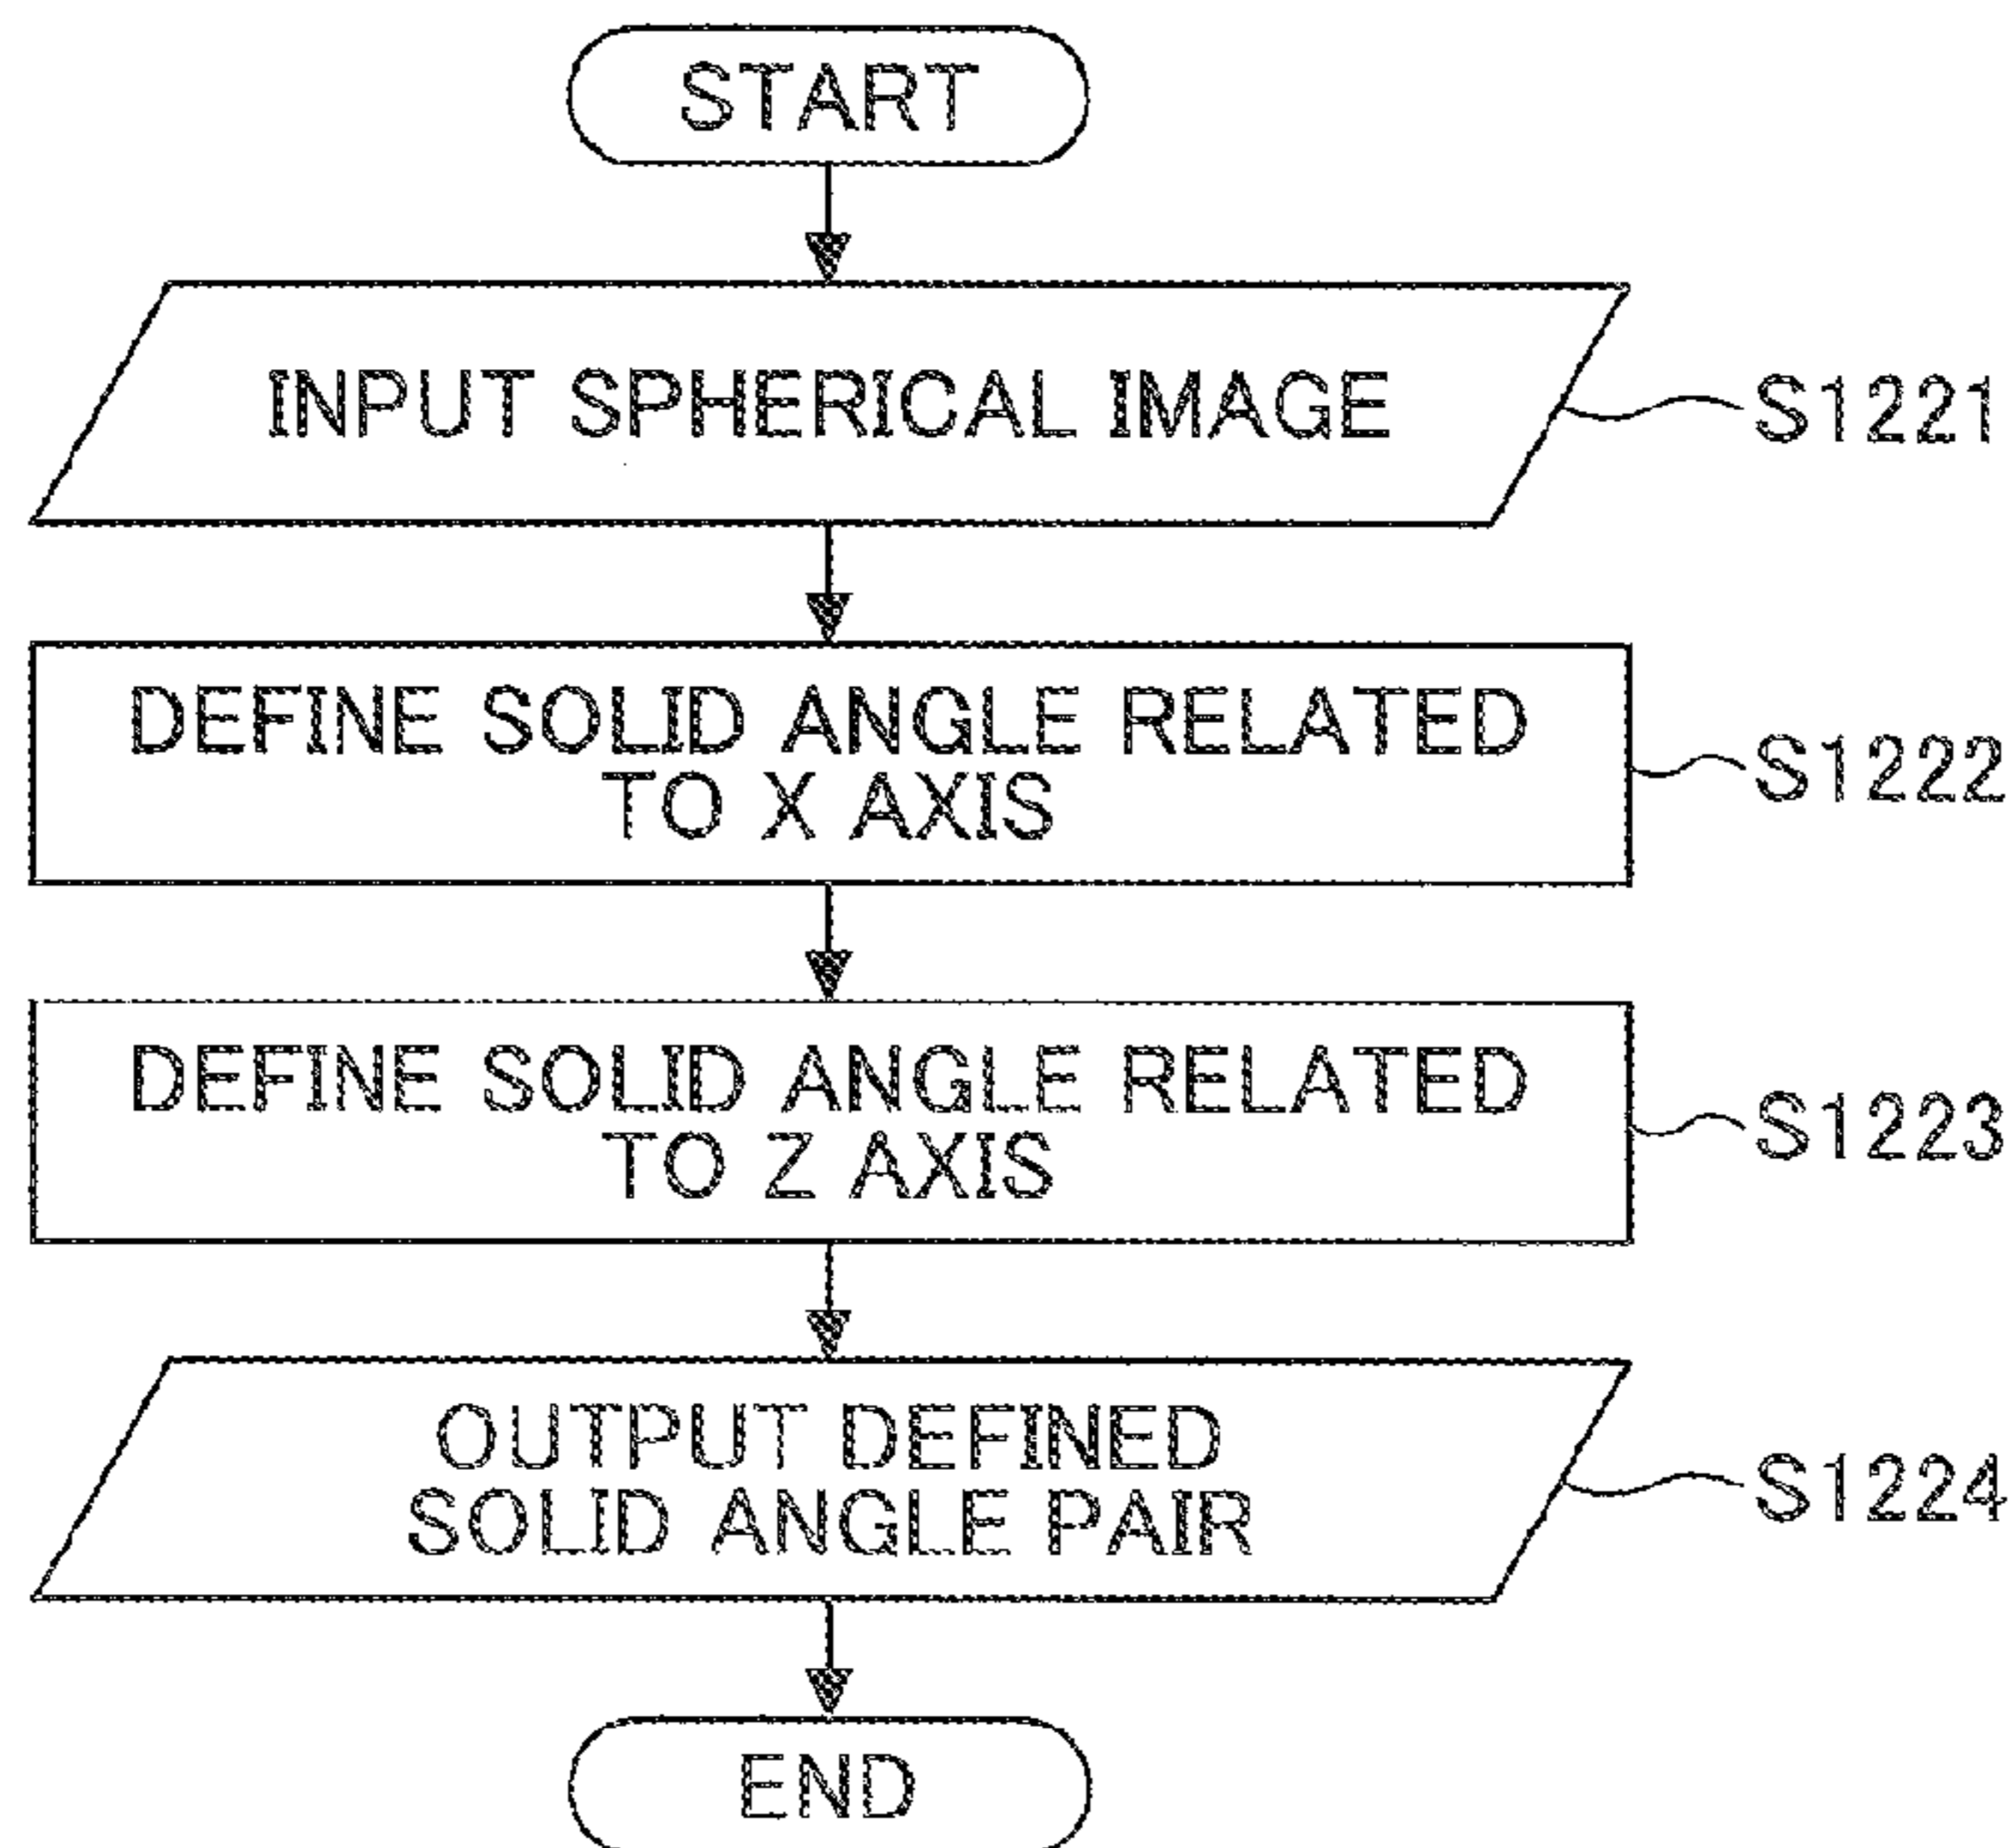 START
INPUT SPHERICAL IMAGE
S1221
DEFINE SOLID ANGLE RELATED
TO X AXIS
S1222
DEFINE SOLID ANGLE RELATED
TO Z AXIS
S1223
OUTPUT DEFINED
SOLID ANGLE PAIR
S1224
END